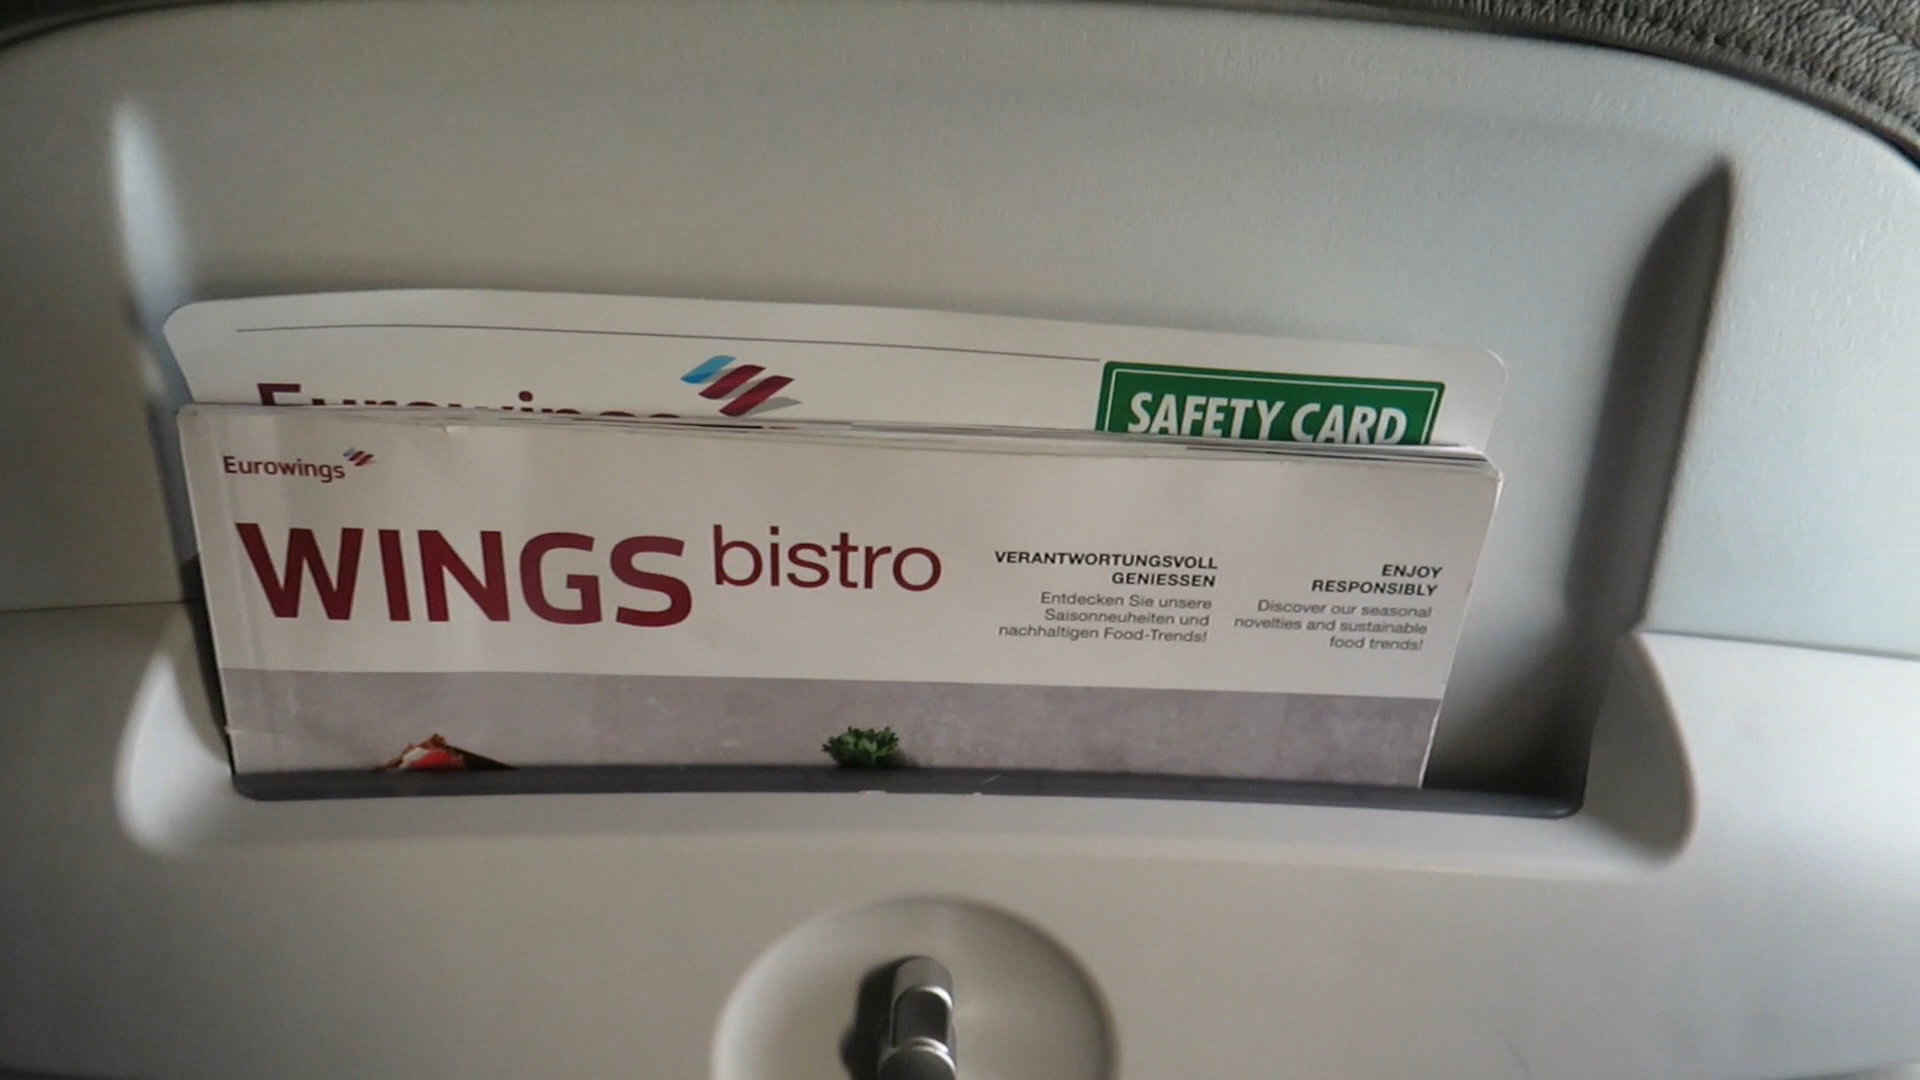 Eurowings
SAFETY CARD
Eurowings
WINGS bistro
VERANTWORTUNGSVOLL
GENIESSEN
Entdecken Sie unsere
Saisonneuheiten und
nachhaltigen Food-Trends!
ENJOY
RESPONSIBLY
Discover our seasonal
novelties and sustainable
food trends!